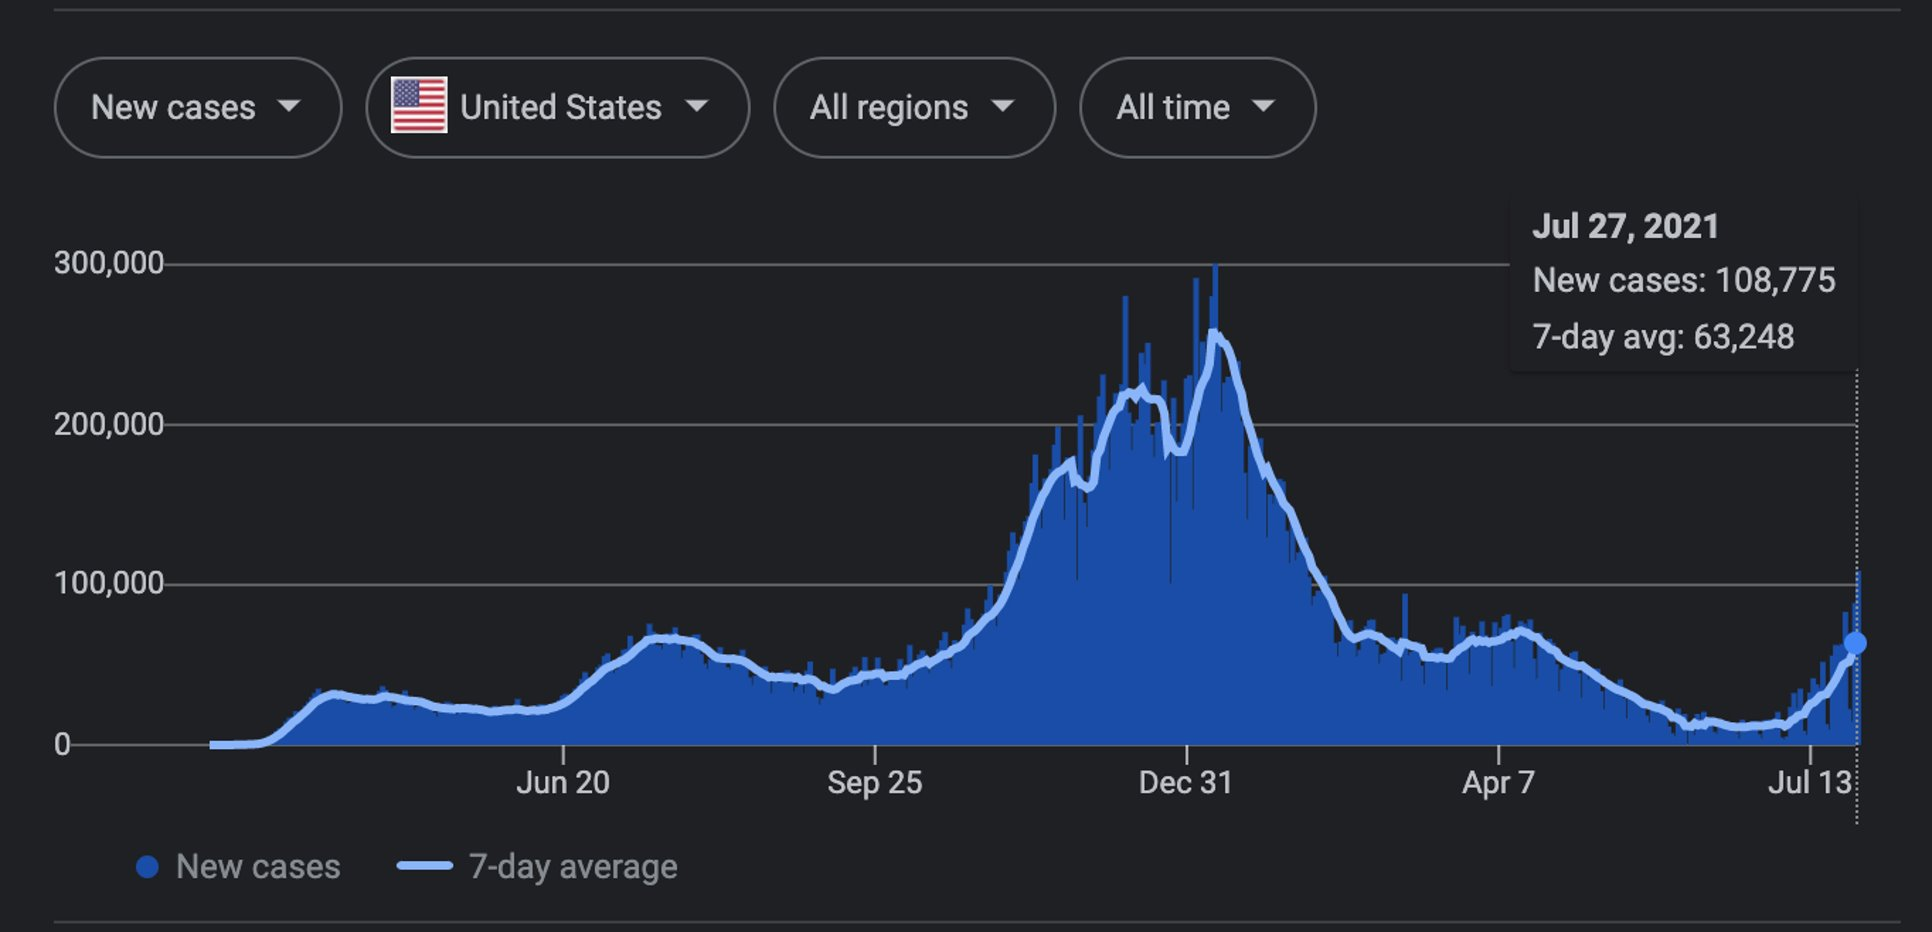 New cases
United States
All regions
All time
Jul 27, 2021
New cases: 108,775
7-day avg: 63,248
300,000
200,000
100,000
0
Jun 20
Sep 25
Dec 31
Apr 7
Jul 13
New cases
7-day average